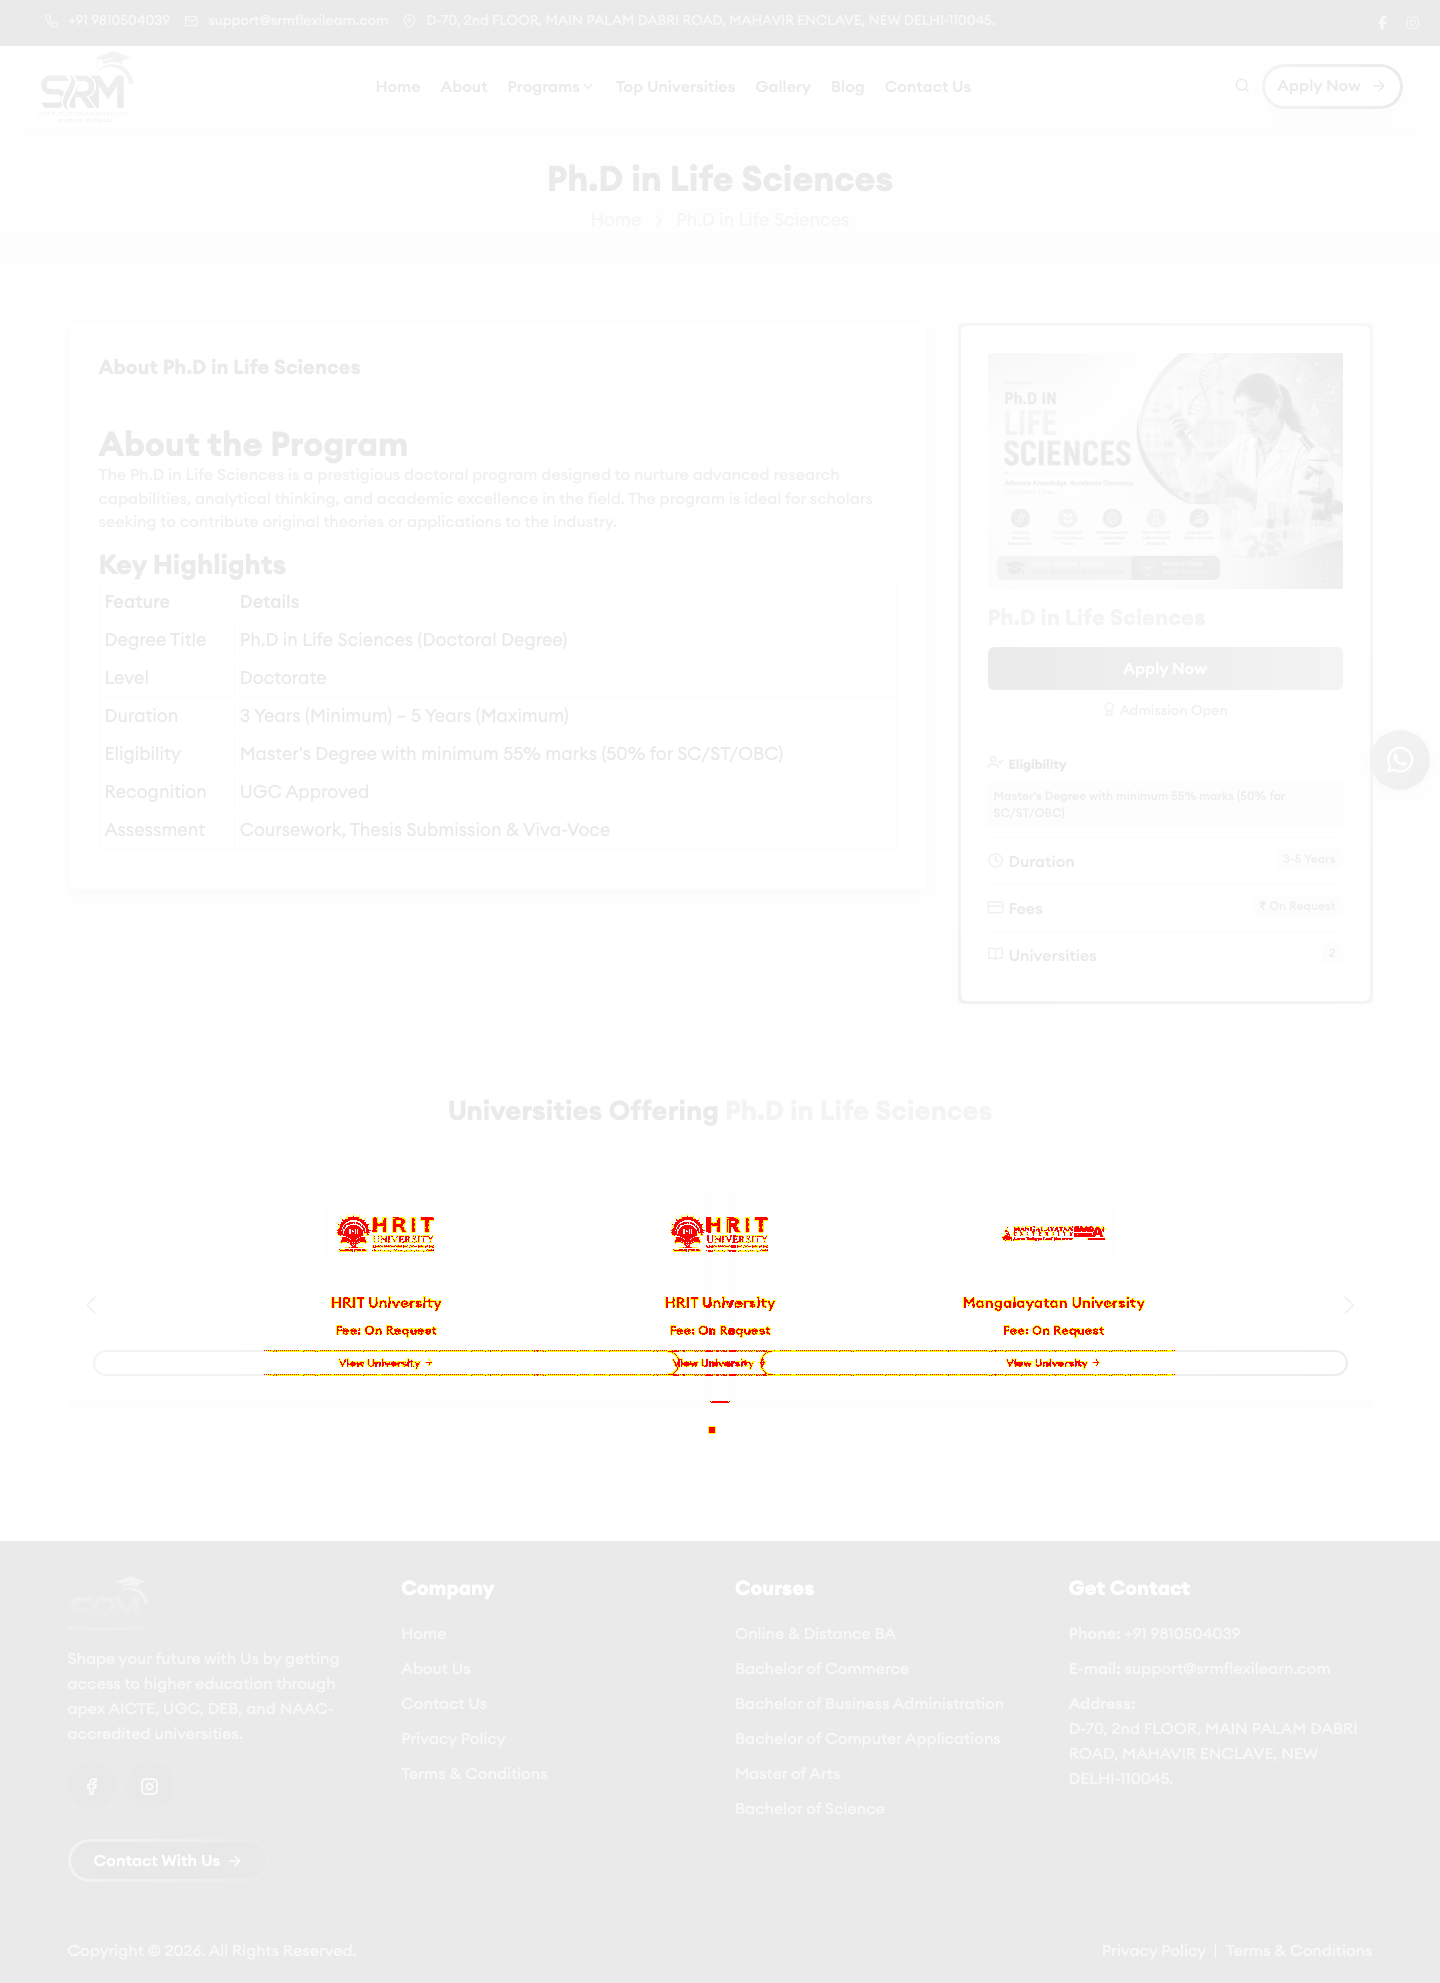 +91 9810504039 support@srmflexilearn.com D-70, 2nd FLOOR, MAIN PALAM DABRI ROAD, MAHAVIR ENCLAVE, NEW DELHI-110045.
SRM
Home About Programs Top Universities Gallery Blog Contact Us
Apply Now
Ph.D in Life Sciences
Home Ph.D in Life Sciences
About Ph.D in Life Sciences
About the Program
The Ph.D in Life Sciences is a prestigious doctoral program designed to nurture advanced research
capabilities, analytical thinking, and academic excellence in the field. The program is ideal for scholars
seeking to contribute original theories or applications to the industry.
Key Highlights
Feature Details
Degree Title Ph.D in Life Sciences (Doctoral Degree)
Level Doctorate
Duration 3 Years (Minimum) – 5 Years (Maximum)
Eligibility Master's Degree with minimum 55% marks (50% for SC/ST/OBC)
Recognition UGC Approved
Assessment Coursework, Thesis Submission & Viva-Voce
Ph.D IN
LIFE
SCIENCES
Ph.D in Life Sciences
Apply Now
Admission Open
Eligibility
Master's Degree with minimum 55% marks (50% for
SC/ST/OBC)
Duration 3-5 Years
Fees ₹ On Request
Universities 2
Universities Offering Ph.D in Life Sciences
HRIT
UNIVERSITY
HRIT University
Fee: On Request
View University
HRIT
UNIVERSITY
HRIT University
Fee: On Request
View University
Mangalayatan University
Fee: On Request
View University
SRM
Shape your future with Us by getting
access to higher education through
apex AICTE, UGC, DEB, and NAAC-
accredited universities.
Contact With Us
Company
Home
About Us
Contact Us
Privacy Policy
Terms & Conditions
Courses
Online & Distance BA
Bachelor of Commerce
Bachelor of Business Administration
Bachelor of Computer Applications
Master of Arts
Bachelor of Science
Get Contact
Phone: +91 9810504039
E-mail: support@srmflexilearn.com
Address:
D-70, 2nd FLOOR, MAIN PALAM DABRI
ROAD, MAHAVIR ENCLAVE, NEW
DELHI-110045.
Copyright © 2026. All Rights Reserved.
Privacy Policy | Terms & Conditions